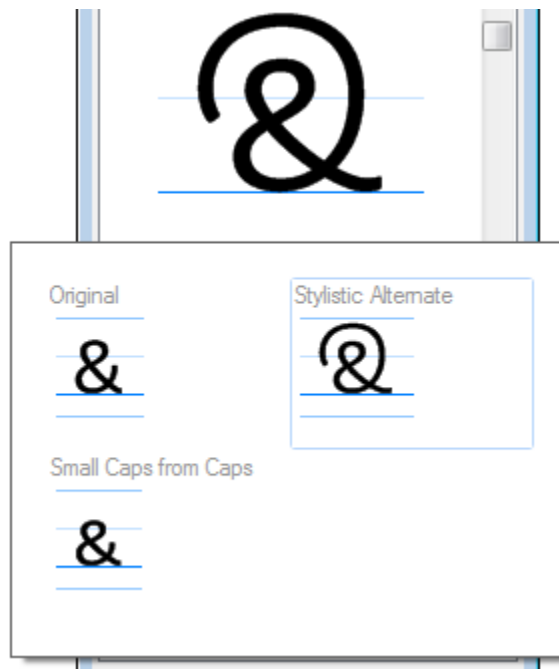 &
Original
Stylistic Alternate
& &
Small Caps from Caps
&